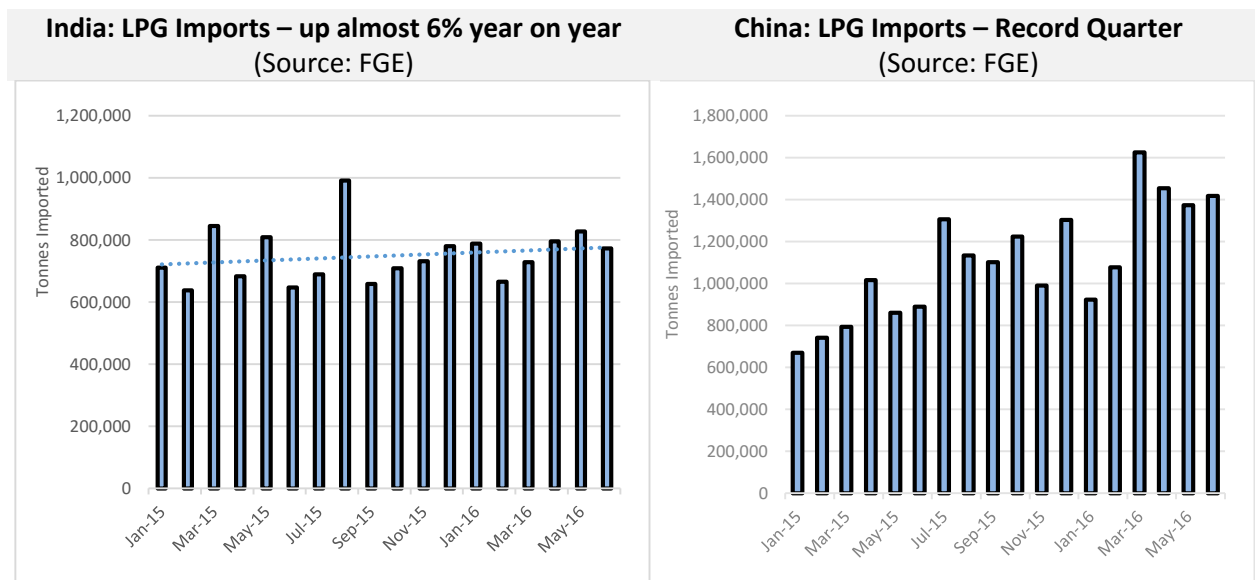 India: LPG Imports – up almost 6% year on year
(Source: FGE)
1,200,000
1,000,000
800,000
600,000
400,000
200,000
0
Tonnes Imported
Jan-15
Mar-15
May-15
Jul-15
Sep-15
Nov-15
Jan-16
Mar-16
May-16
China: LPG Imports – Record Quarter
(Source: FGE)
1,800,000
1,600,000
1,400,000
1,200,000
1,000,000
800,000
600,000
400,000
200,000
0
Tonnes Imported
Jan-15
Mar-15
May-15
Jul-15
Sep-15
Nov-15
Jan-16
Mar-16
May-16